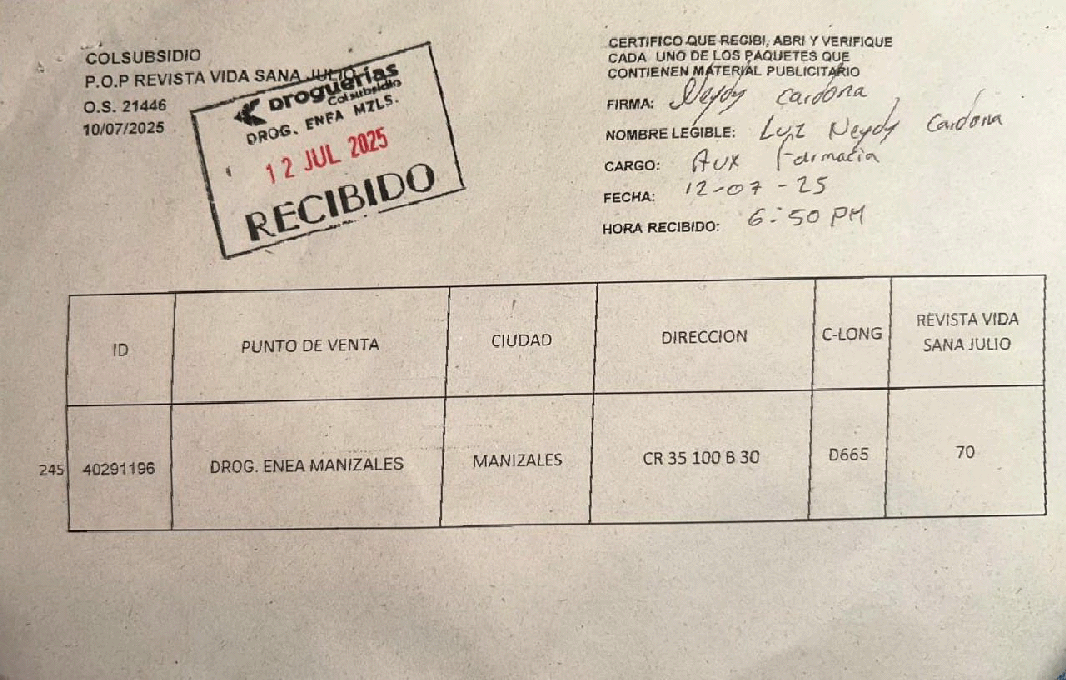 COLSUBSIDIO
P.O.P REVISTA VIDA SANA JULIO
O.S. 21446
10/07/2025
Droguerías
Colsubsidio
DROG. ENEA MZLS.
12 JUL 2025
RECIBIDO
CERTIFICO QUE RECIBI, ABRI Y VERIFIQUE
CADA UNO DE LOS PAQUETES QUE
CONTIENEN MATERIAL PUBLICITARIO
FIRMA: Neydy Cardona
NOMBRE LEGIBLE: Luz Neydy Cardona
CARGO: Aux Farmacia
FECHA: 12-07-25
HORA RECIBIDO: 6:50 PM
ID PUNTO DE VENTA CIUDAD DIRECCION C-LONG REVISTA VIDA
SANA JULIO
245 40291196 DROG. ENEA MANIZALES MANIZALES CR 35 100 B 30 D665 70